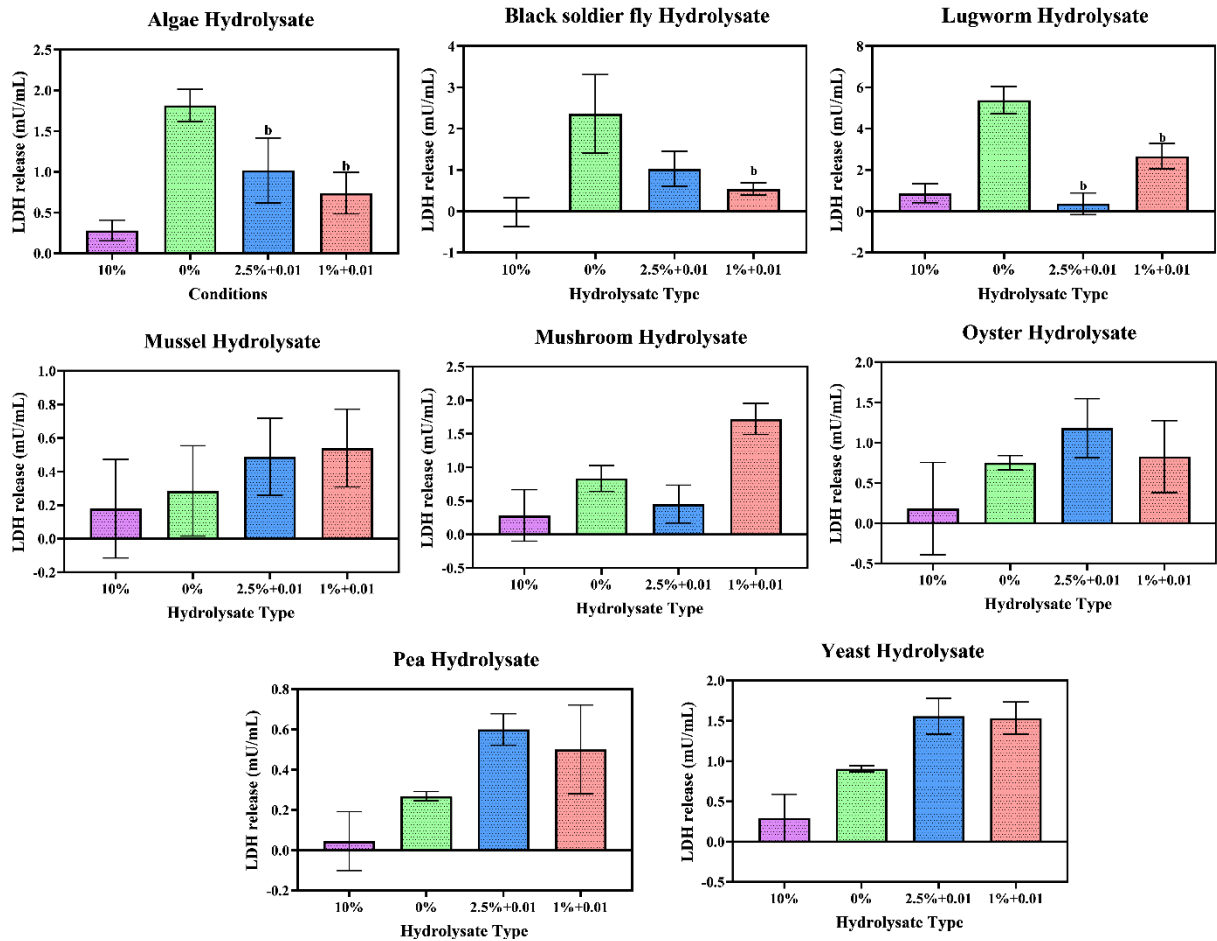 Algae Hydrolysate
LDH release (mU/mL)
2.5
2.0
1.5
1.0
0.5
0.0
b
b
10% 0% 2.5%+0.01 1%+0.01
Conditions
Black soldier fly Hydrolysate
LDH release (mU/mL)
4
3
2
1
0
-1
b
10% 0% 2.5%+0.01 1%+0.01
Hydrolysate Type
Lugworm Hydrolysate
LDH release (mU/mL)
8
6
4
2
0
-2
b
b
10% 0% 2.5%+0.01 1%+0.01
Hydrolysate Type
Mussel Hydrolysate
LDH release (mU/mL)
1.0
0.8
0.6
0.4
0.2
0.0
-0.2
10% 0% 2.5%+0.01 1%+0.01
Hydrolysate Type
Mushroom Hydrolysate
LDH release (mU/mL)
2.5
2.0
1.5
1.0
0.5
0.0
-0.5
10% 0% 2.5%+0.01 1%+0.01
Hydrolysate Type
Oyster Hydrolysate
LDH release (mU/mL)
2.0
1.5
1.0
0.5
0.0
-0.5
10% 0% 2.5%+0.01 1%+0.01
Hydrolysate Type
Pea Hydrolysate
LDH release (mU/mL)
0.8
0.6
0.4
0.2
0.0
-0.2
10% 0% 2.5%+0.01 1%+0.01
Hydrolysate Type
Yeast Hydrolysate
LDH release (mU/mL)
2.0
1.5
1.0
0.5
0.0
-0.5
10% 0% 2.5%+0.01 1%+0.01
Hydrolysate Type